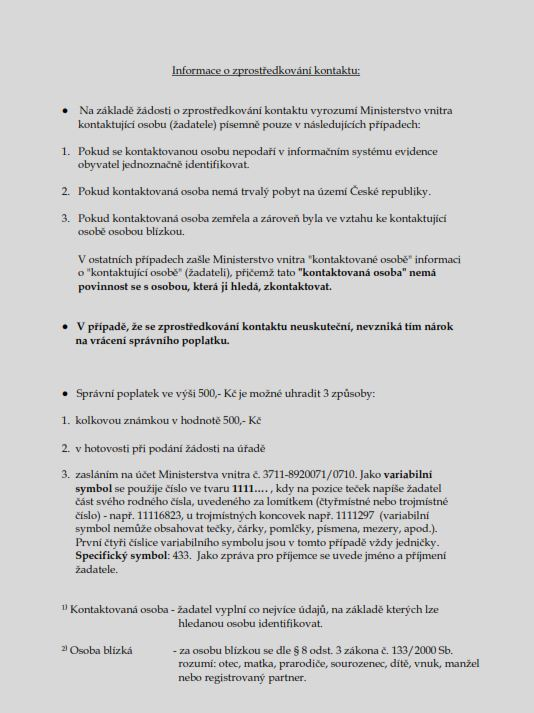 Informace o zprostředkování kontaktu:
● Na základě žádosti o zprostředkování kontaktu vyrozumí Ministerstvo vnitra
kontaktující osobu (žadatele) písemně pouze v následujících případech:
1. Pokud se kontaktovanou osobu nepodaří v informačním systému evidence
obyvatel jednoznačně identifikovat.
2. Pokud kontaktovaná osoba nemá trvalý pobyt na území České republiky.
3. Pokud kontaktovaná osoba zemřela a zároveň byla ve vztahu ke kontaktující
osobě osobou blízkou.
V ostatních případech zašle Ministerstvo vnitra "kontaktované osobě" informaci
o "kontaktující osobě" (žadateli), přičemž tato "kontaktovaná osoba" nemá
povinnost se s osobou, která ji hledá, zkontaktovat.
● V případě, že se zprostředkování kontaktu neuskuteční, nevzniká tím nárok
na vrácení správního poplatku.
● Správní poplatek ve výši 500,- Kč je možné uhradit 3 způsoby:
1. kolkovou známkou v hodnotě 500,- Kč
2. v hotovosti při podání žádosti na úřadě
3. zasláním na účet Ministerstva vnitra č. 3711-8920071/0710. Jako variabilní
symbol se použije číslo ve tvaru 1111…. , kdy na pozice teček napíše žadatel
část svého rodného čísla, uvedeného za lomítkem (čtyřmístné nebo trojmístné
číslo) - např. 11116823, u trojmístných koncovek např. 1111297 (variabilní
symbol nemůže obsahovat tečky, čárky, pomlčky, písmena, mezery, apod.).
První čtyři číslice variabilního symbolu jsou v tomto případě vždy jedničky.
Specifický symbol: 433. Jako zpráva pro příjemce se uvede jméno a příjmení
žadatele.
1) Kontaktovaná osoba - žadatel vyplní co nejvíce údajů, na základě kterých lze
hledanou osobu identifikovat.
2) Osoba blízká - za osobu blízkou se dle § 8 odst. 3 zákona č. 133/2000 Sb.
rozumí: otec, matka, prarodiče, sourozenec, dítě, vnuk, manžel
nebo registrovaný partner.